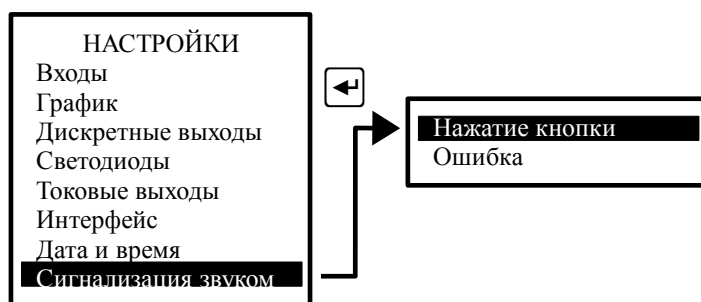 НАСТРОЙКИ
Входы
График
Дискретные выходы
Светодиоды
Токовые выходы
Интерфейс
Дата и время
Сигнализация звуком
Нажатие кнопки
Ошибка